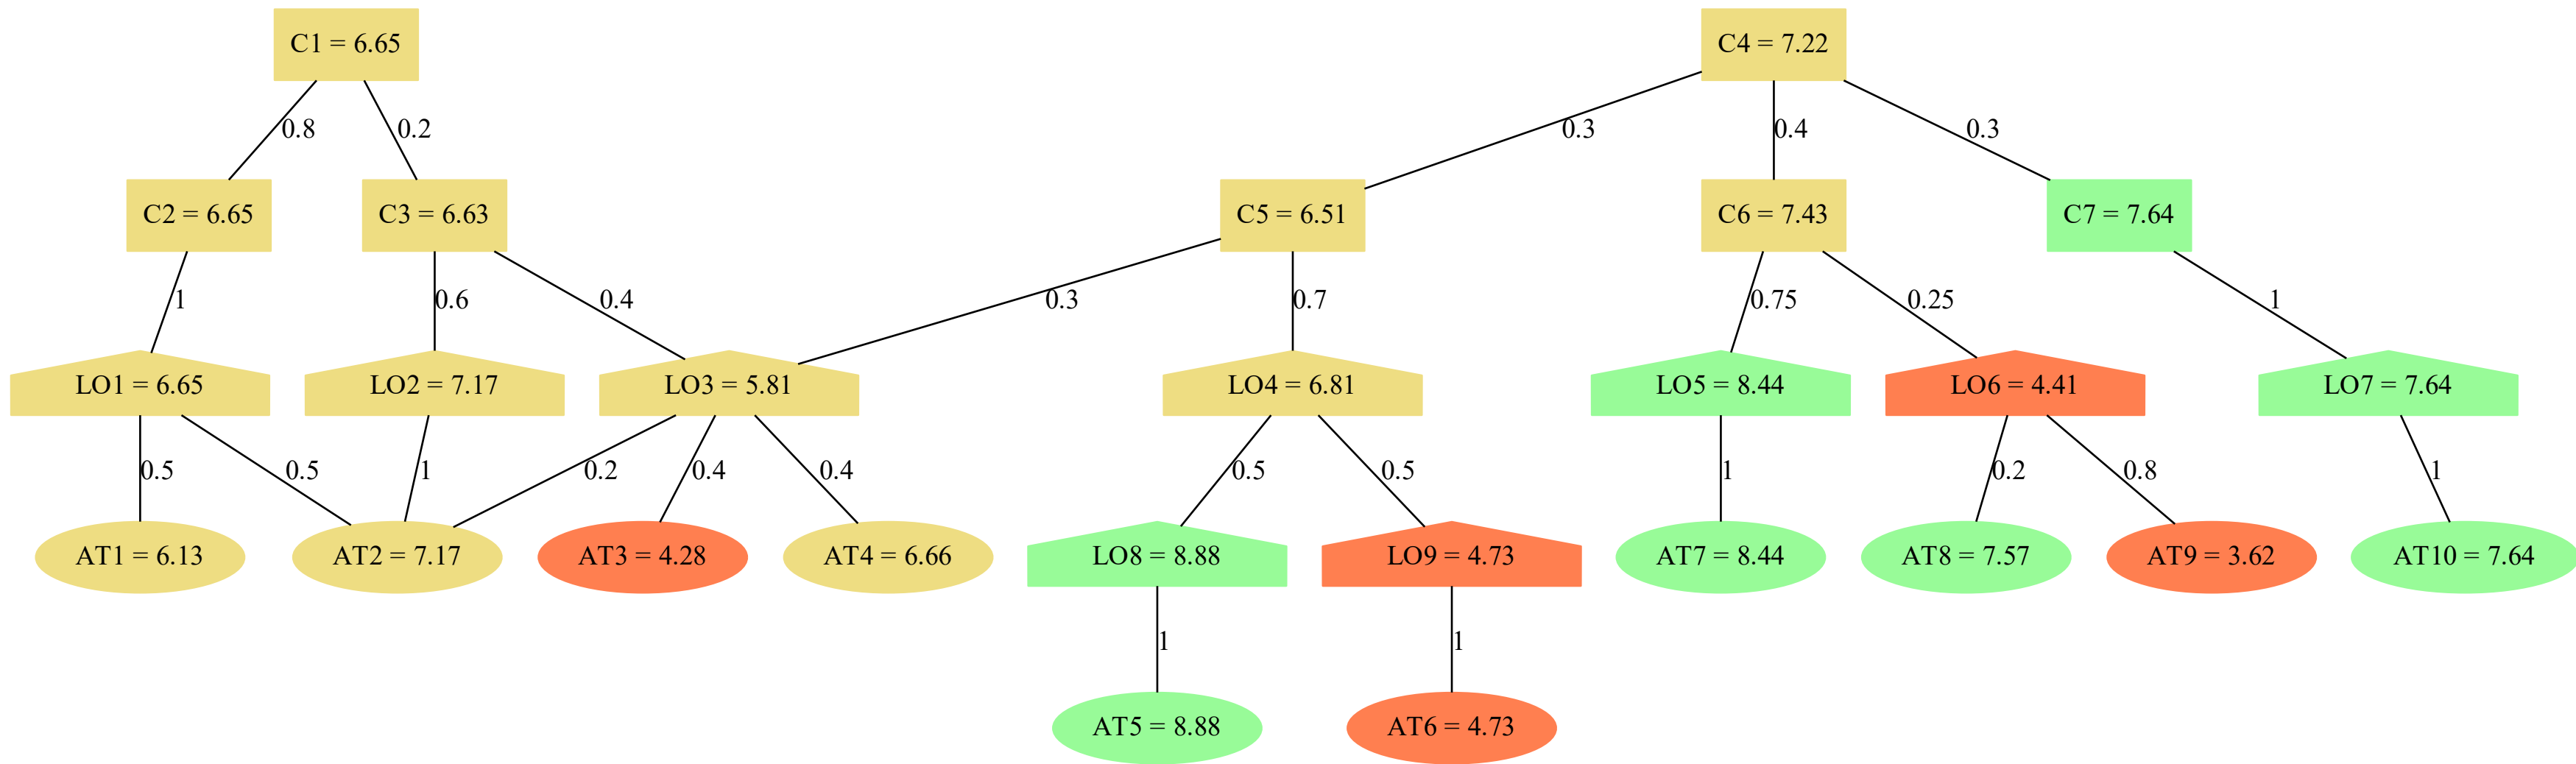 C1 = 6.65
C4 = 7.22
0.8
0.2
0.3
0.4
0.3
C2 = 6.65
C3 = 6.63
C5 = 6.51
C6 = 7.43
C7 = 7.64
1
0.6
0.4
0.3
0.7
0.75
0.25
1
LO1 = 6.65
LO2 = 7.17
LO3 = 5.81
LO4 = 6.81
LO5 = 8.44
LO6 = 4.41
LO7 = 7.64
0.5
0.5
1
0.2
0.4
0.4
0.5
0.5
1
0.2
0.8
1
AT1 = 6.13
AT2 = 7.17
AT3 = 4.28
AT4 = 6.66
LO8 = 8.88
LO9 = 4.73
AT7 = 8.44
AT8 = 7.57
AT9 = 3.62
AT10 = 7.64
1
1
AT5 = 8.88
AT6 = 4.73